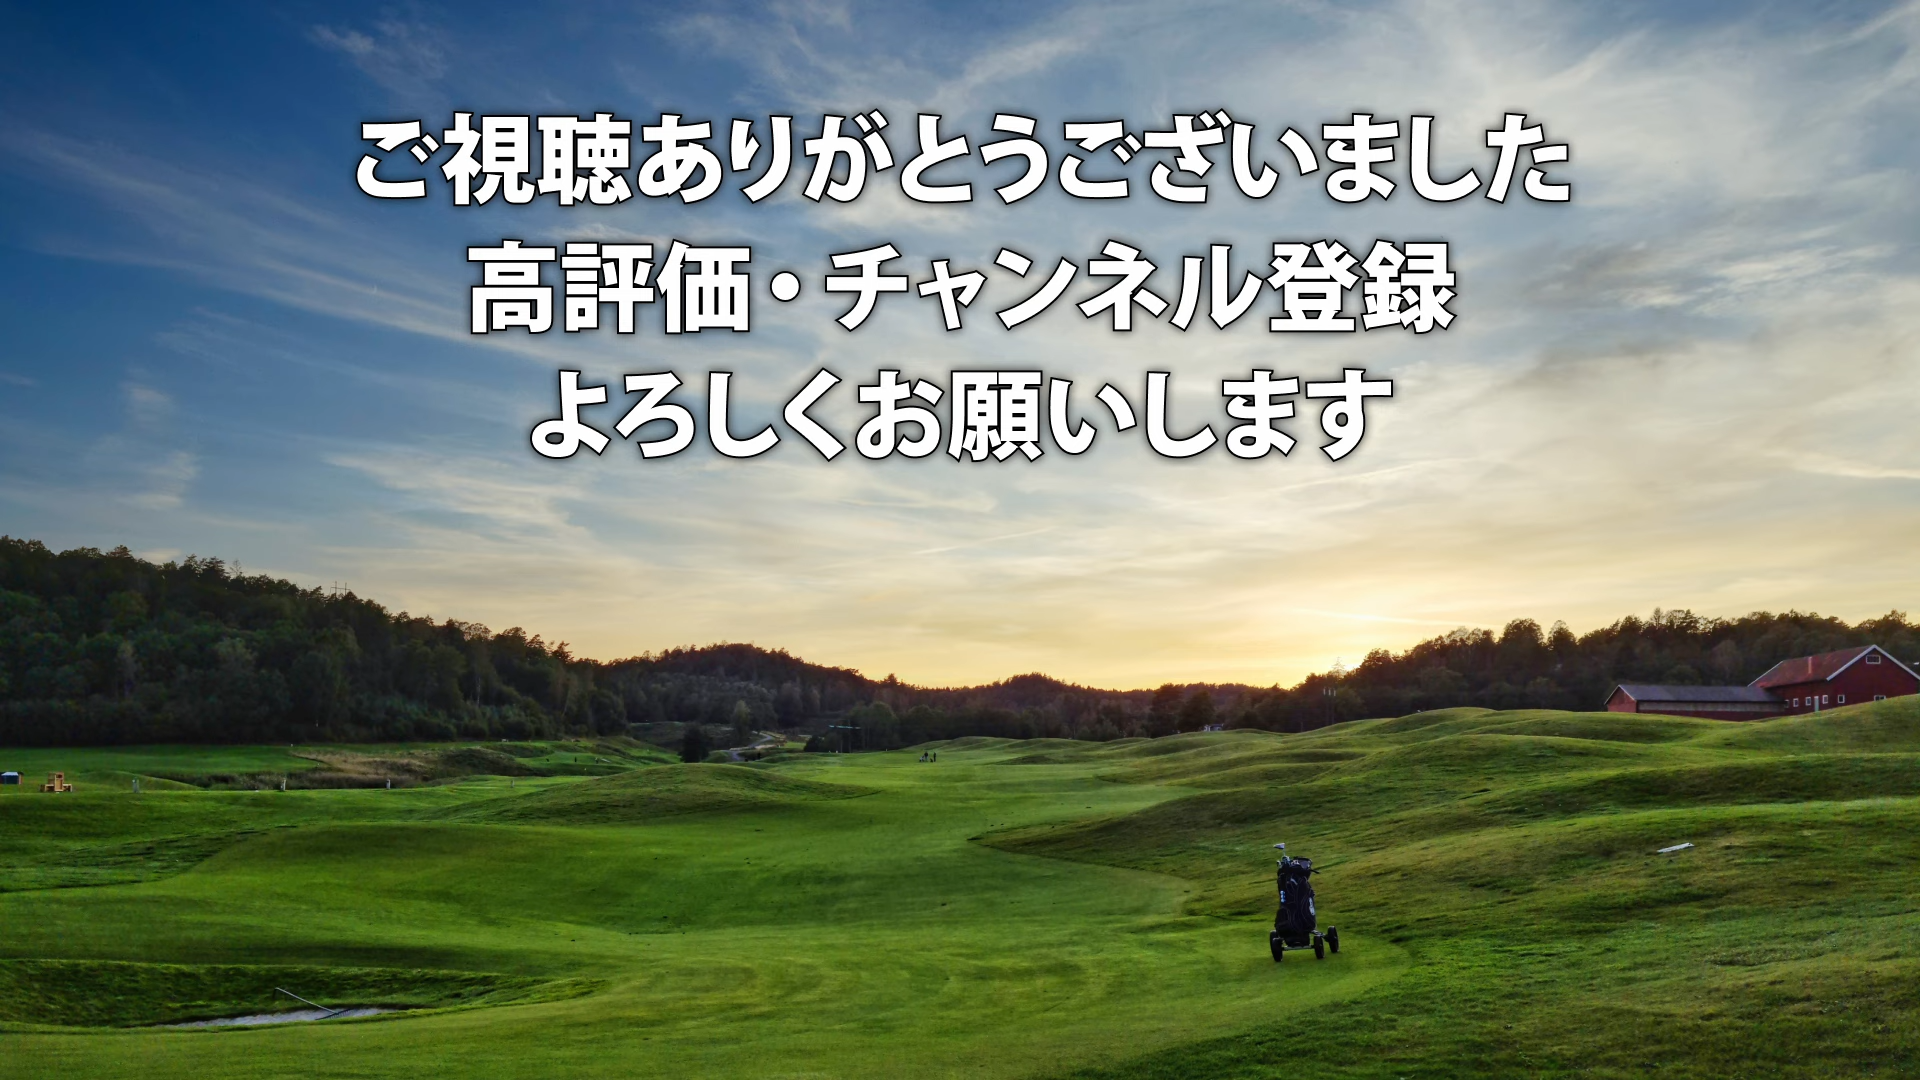 ご視聴ありがとうございました
高評価・チャンネル登録
よろしくお願いします